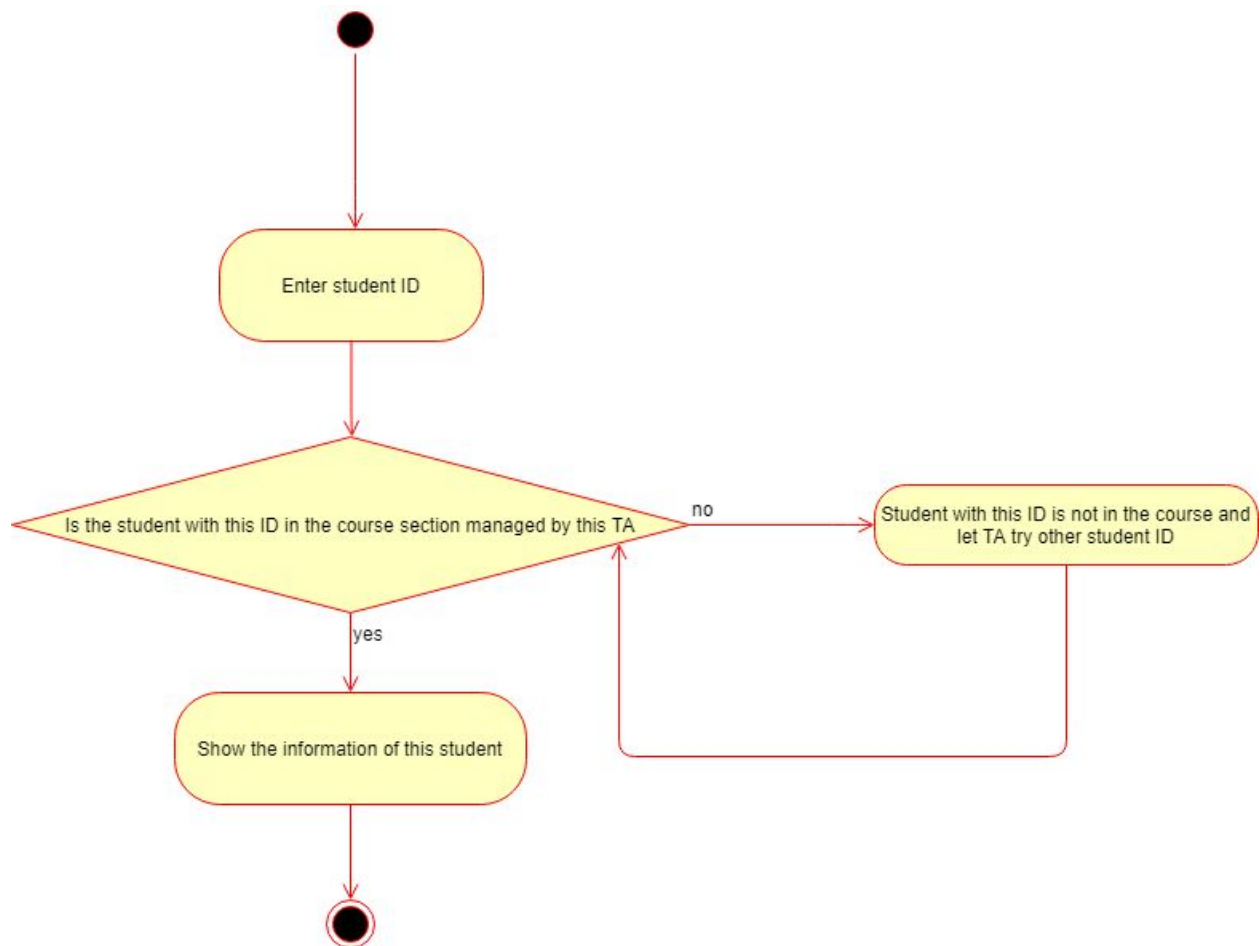 Enter student ID
Is the student with this ID in the course section managed by this TA
no
Student with this ID is not in the course and
let TA try other student ID
yes
Show the information of this student